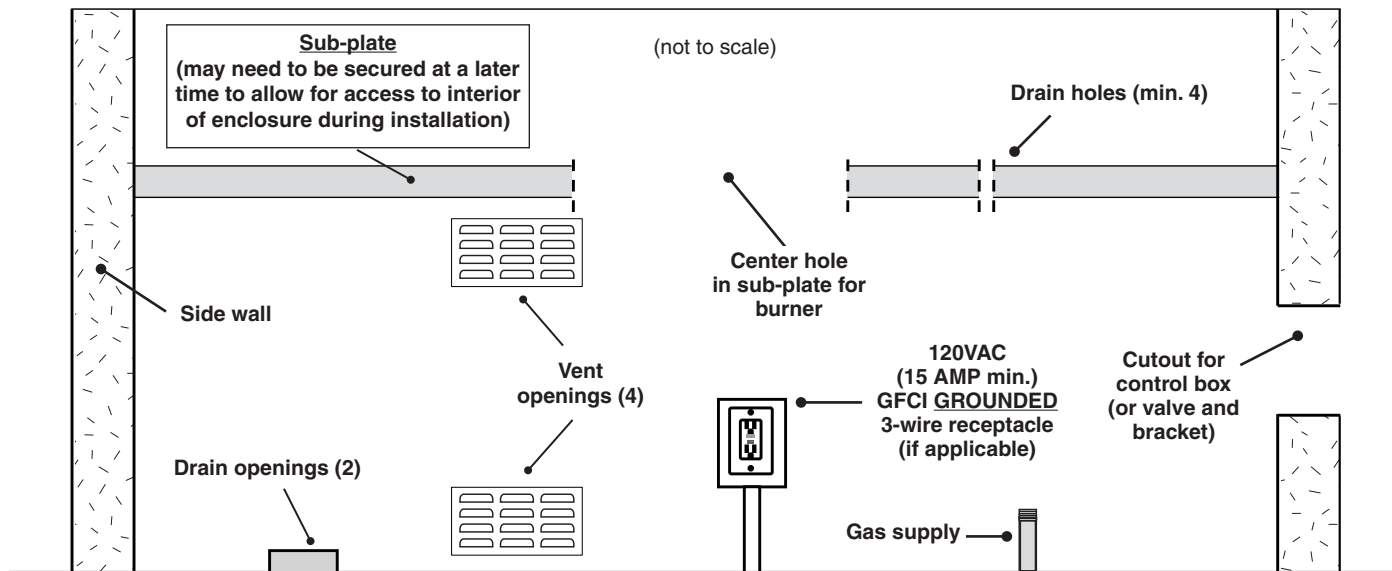 Sub-plate
(may need to be secured at a later
time to allow for access to interior
of enclosure during installation)
(not to scale)
Drain holes (min. 4)
Center hole
in sub-plate for
burner
Side wall
Vent
openings (4)
120VAC
(15 AMP min.)
GFCI GROUNDED
3-wire receptacle
(if applicable)
Cutout for
control box
(or valve and
bracket)
Drain openings (2)
Gas supply